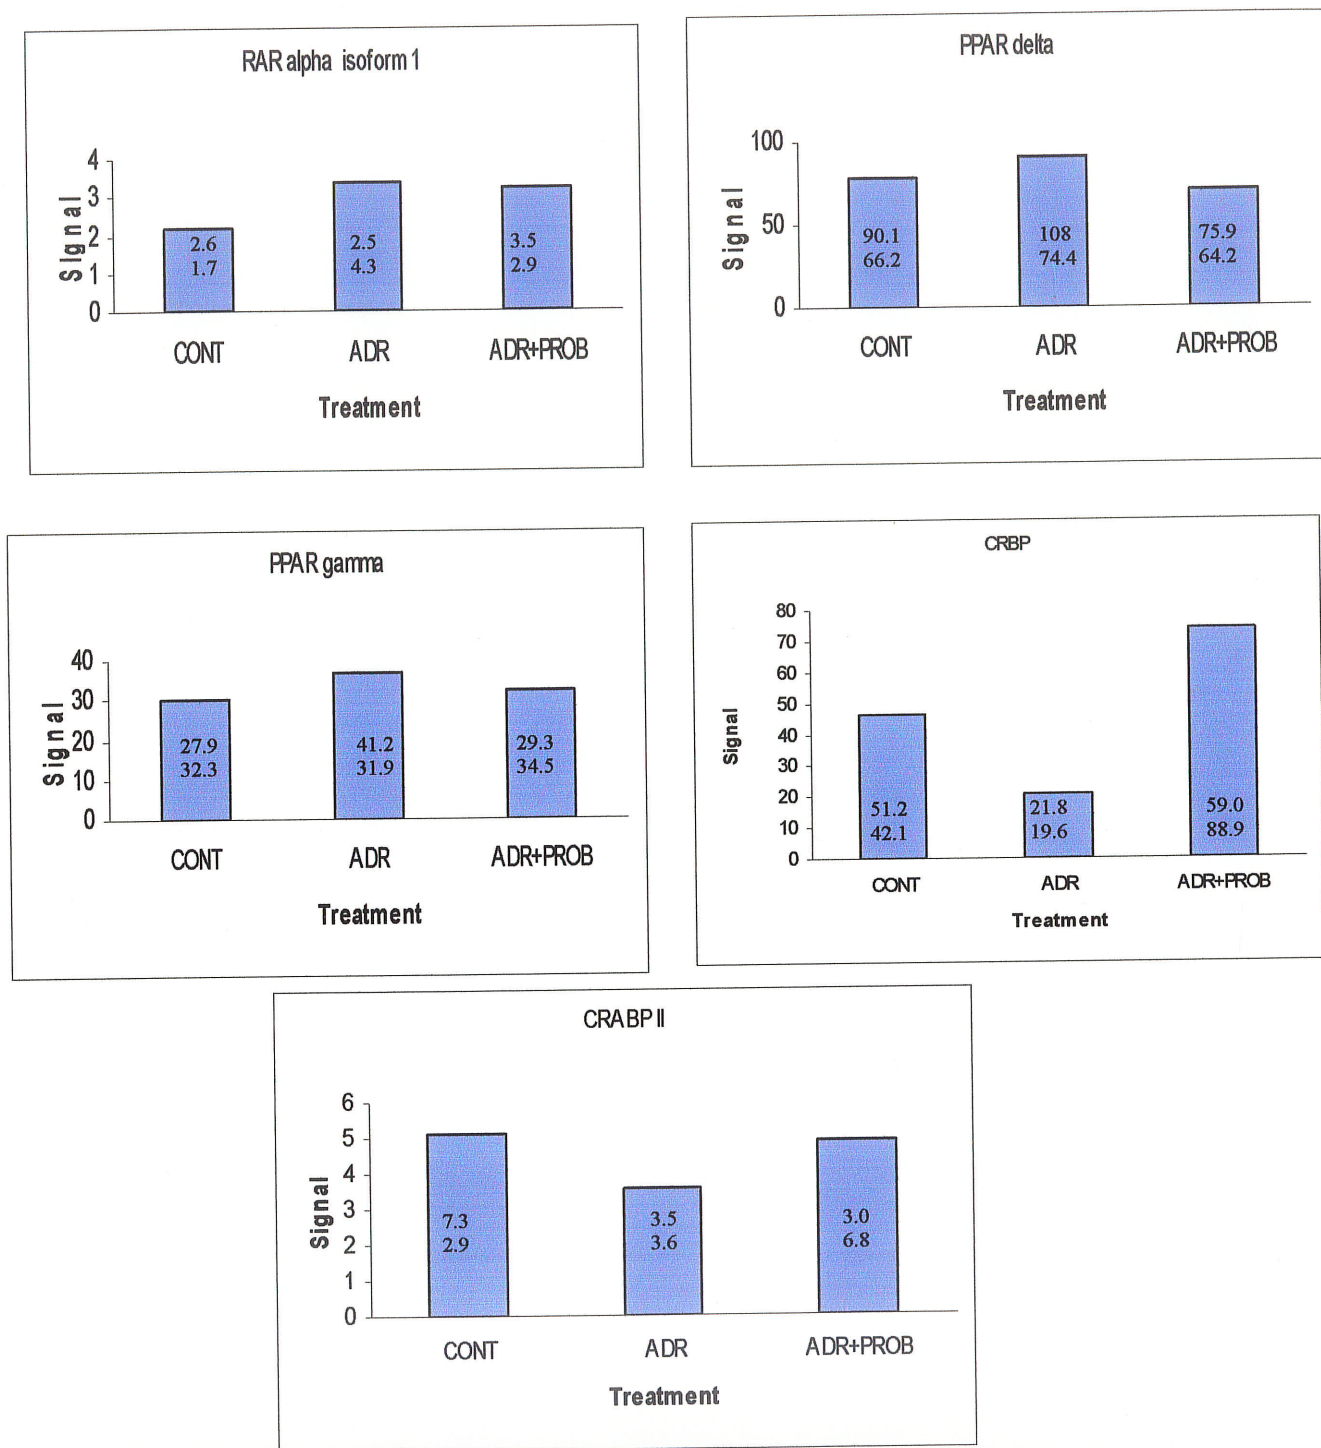 RAR alpha isoform 1
Signal
4
3
2
1
0
2.6
1.7
2.5
4.3
3.5
2.9
CONT
ADR
ADR+PROB
Treatment
PPAR delta
Signal
100
50
0
90.1
66.2
108
74.4
75.9
64.2
CONT
ADR
ADR+PROB
Treatment
PPAR gamma
Signal
40
30
20
10
0
27.9
32.3
41.2
31.9
29.3
34.5
CONT
ADR
ADR+PROB
Treatment
CRBP
Signal
80
70
60
50
40
30
20
10
0
51.2
42.1
21.8
19.6
59.0
88.9
CONT
ADR
ADR+PROB
Treatment
CRABP II
Signal
6
5
4
3
2
1
0
7.3
2.9
3.5
3.6
3.0
6.8
CONT
ADR
ADR+PROB
Treatment